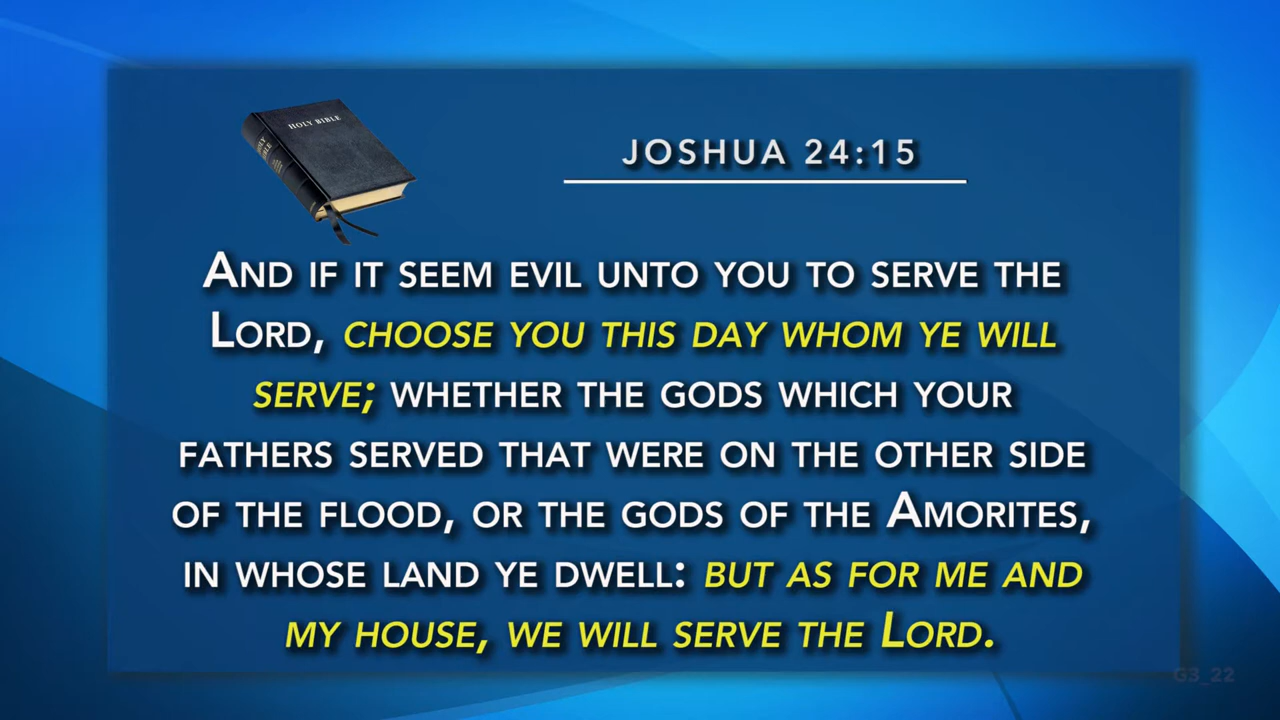 HOLY BIBLE
JOSHUA 24:15
AND IF IT SEEM EVIL UNTO YOU TO SERVE THE
LORD, CHOOSE YOU THIS DAY WHOM YE WILL
SERVE; WHETHER THE GODS WHICH YOUR
FATHERS SERVED THAT WERE ON THE OTHER SIDE
OF THE FLOOD, OR THE GODS OF THE AMORITES,
IN WHOSE LAND YE DWELL: BUT AS FOR ME AND
MY HOUSE, WE WILL SERVE THE LORD.
G3_22